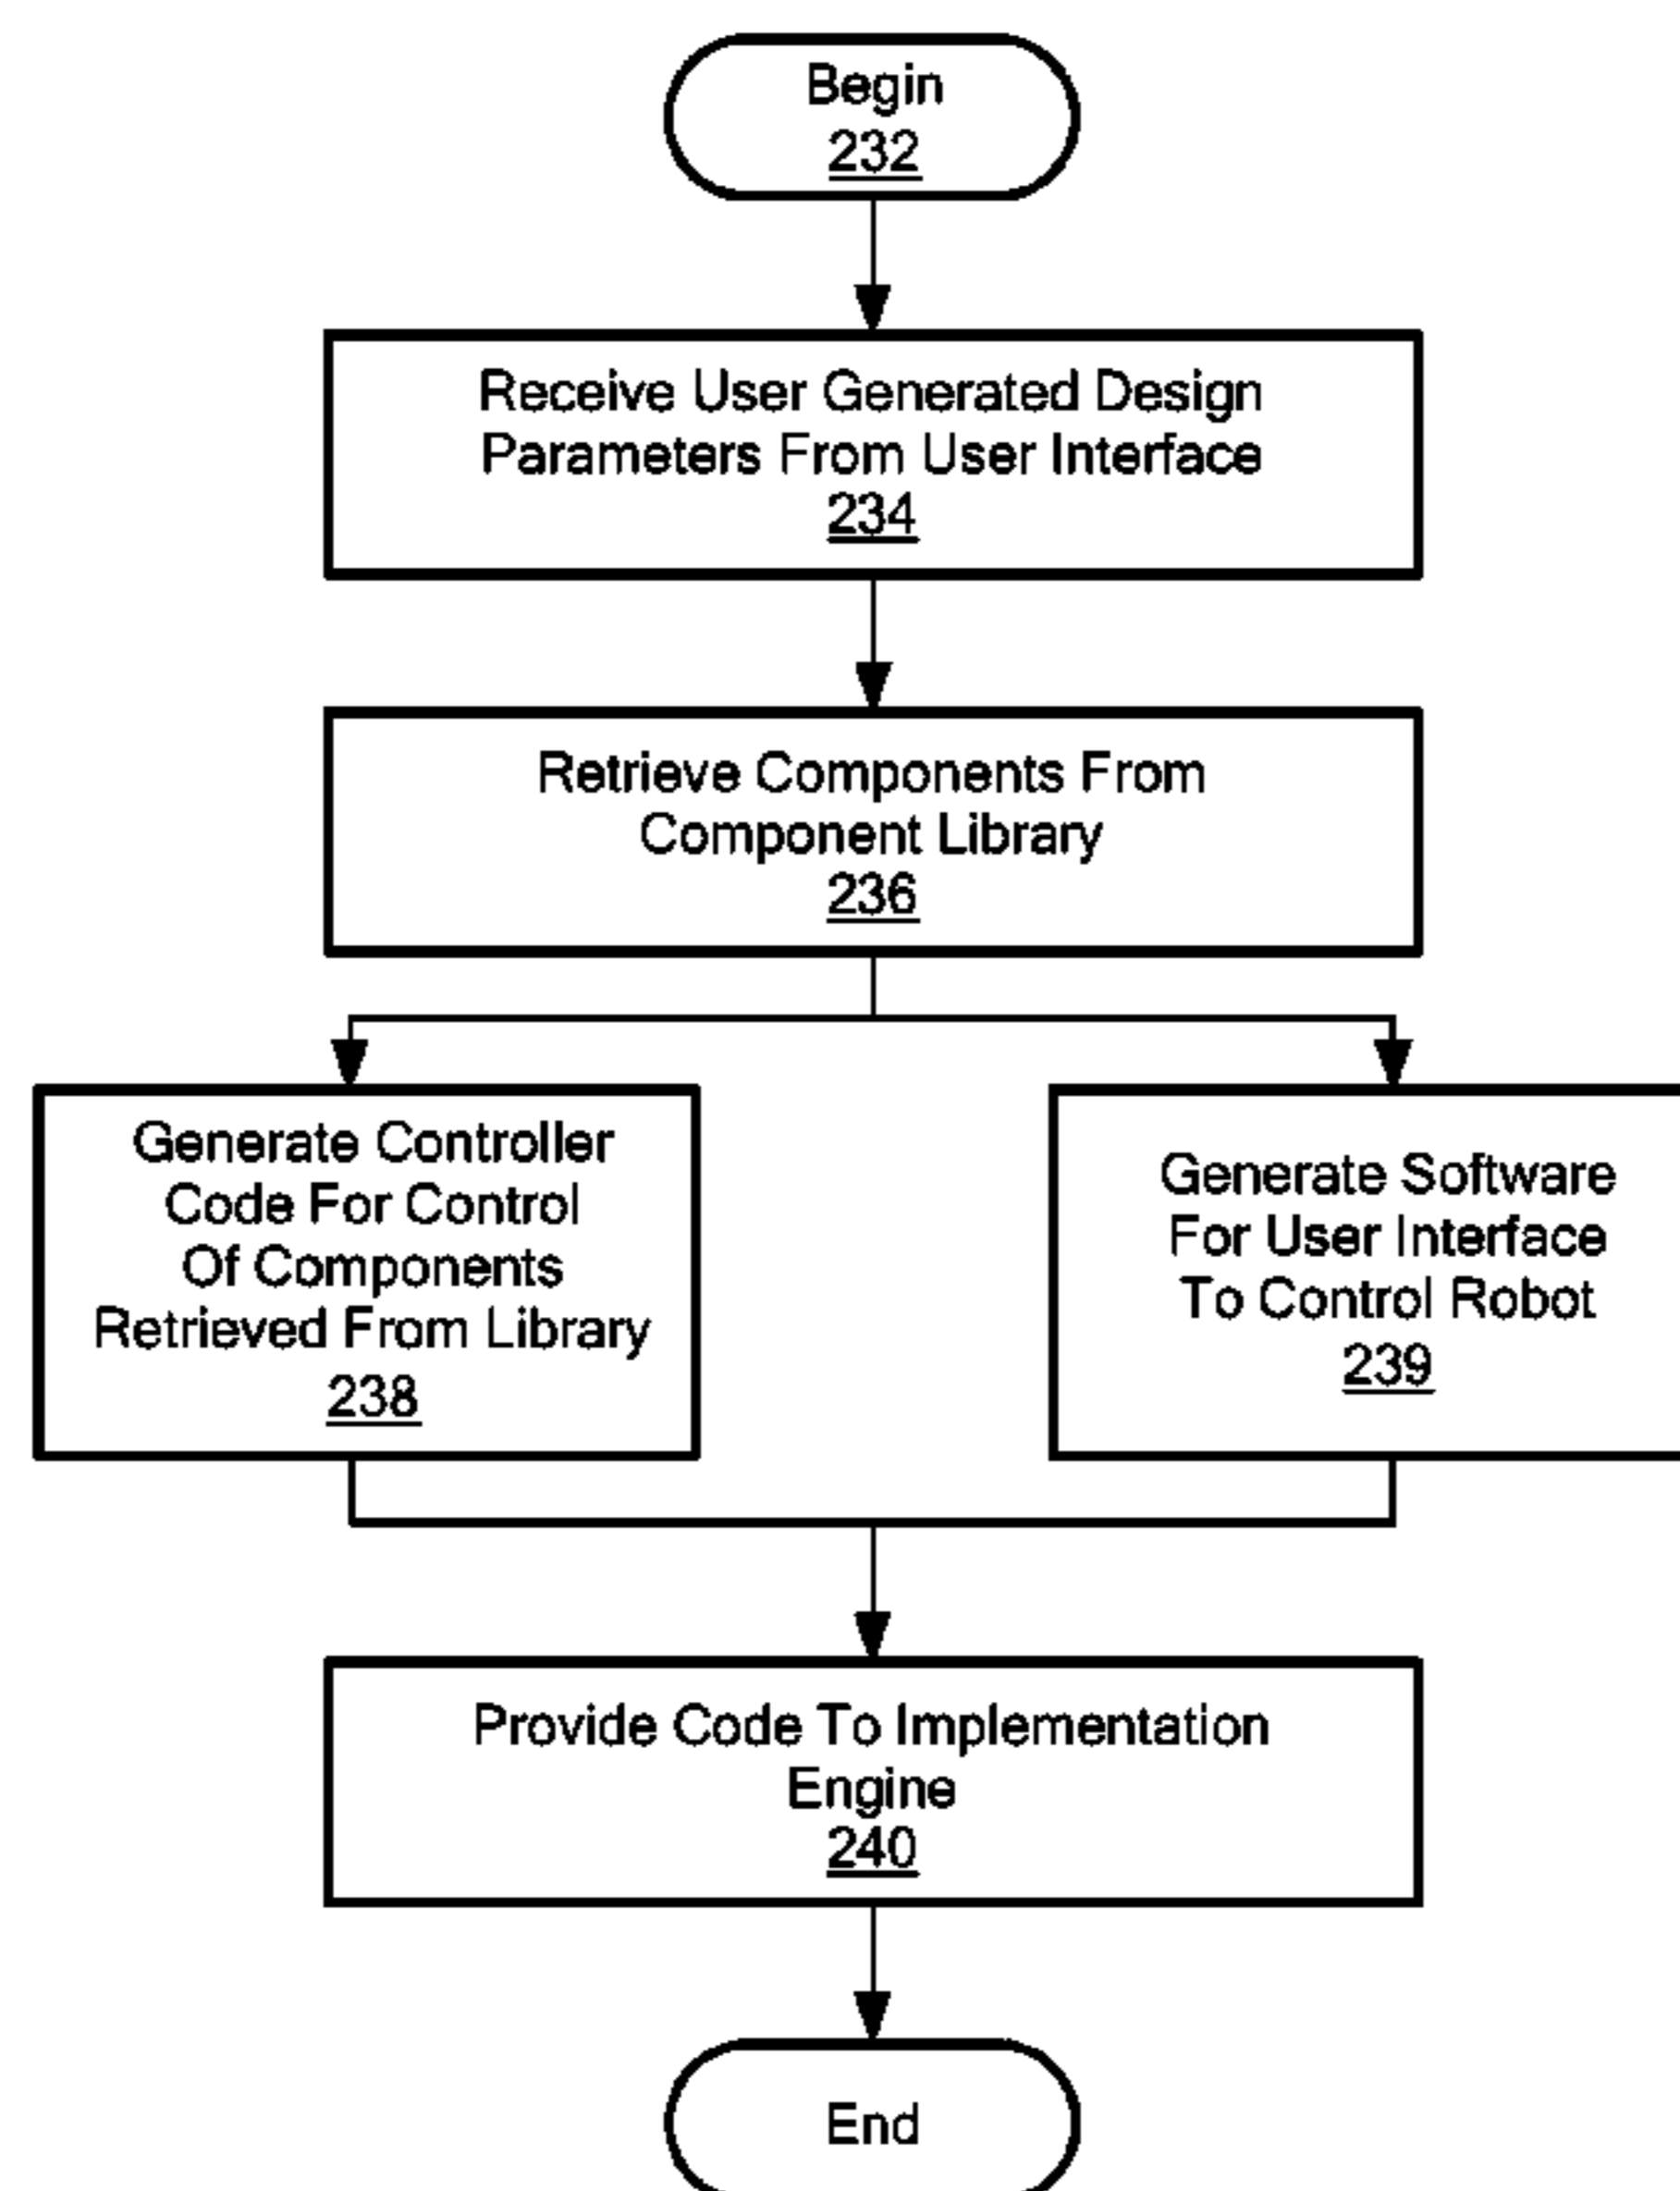 Begin
232
Receive User Generated Design
Parameters From User Interface
234
Retrieve Components From
Component Library
236
Generate Controller
Code For Control
Of Components
Retrieved From Library
238
Generate Software
For User Interface
To Control Robot
239
Provide Code To Implementation
Engine
240
End